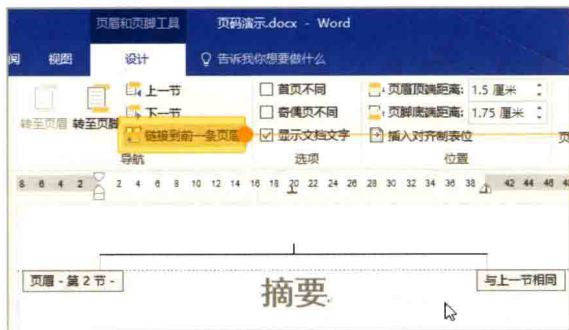 页眉和页脚工具 页码演示.docx - Word
阅 视图 设计 告诉我你想要做什么
上一节 首页不同 页眉顶端距离: 1.5 厘米
转至页眉 转至页脚 下一节 奇偶页不同 页脚底端距离: 1.75 厘米
链接到前一条页眉 显示文档文字 插入对齐制表位
导航 选项 位置
8 6 4 2 2 4 6 8 10 12 14 16 18 20 22 24 26 28 30 32 34 36 38 42 44 46 48
页眉 - 第 2 节 - 与上一节相同
摘要